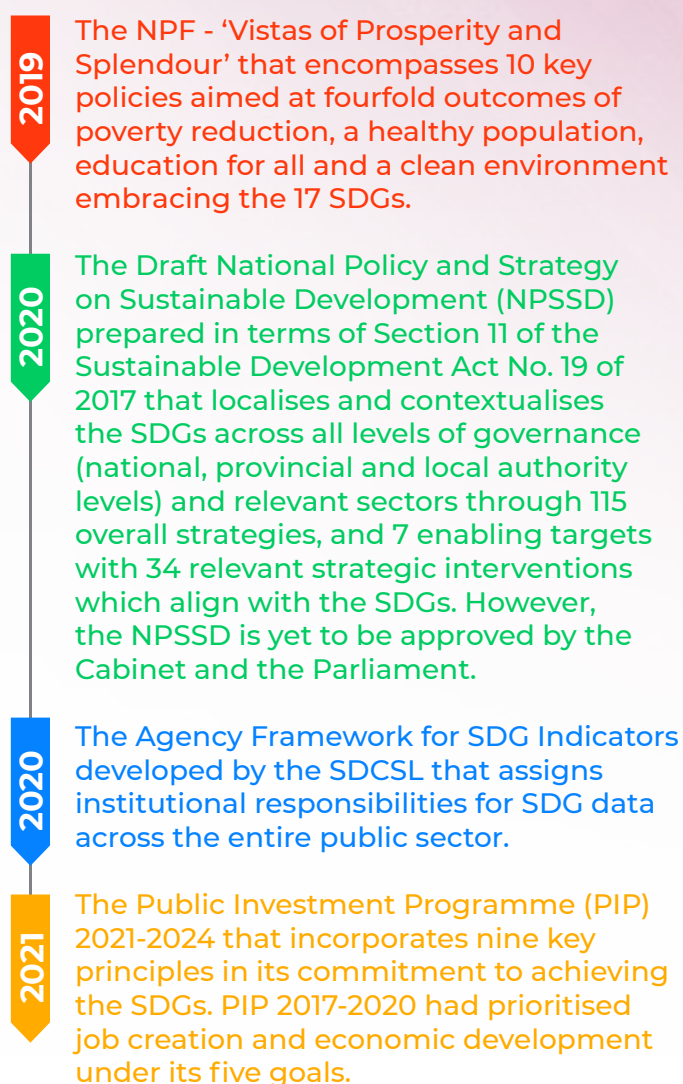 2019
The NPF - ‘Vistas of Prosperity and
Splendour’ that encompasses 10 key
policies aimed at fourfold outcomes of
poverty reduction, a healthy population,
education for all and a clean environment
embracing the 17 SDGs.
2020
The Draft National Policy and Strategy
on Sustainable Development (NPSSD)
prepared in terms of Section 11 of the
Sustainable Development Act No. 19 of
2017 that localises and contextualises
the SDGs across all levels of governance
(national, provincial and local authority
levels) and relevant sectors through 115
overall strategies, and 7 enabling targets
with 34 relevant strategic interventions
which align with the SDGs. However,
the NPSSD is yet to be approved by the
Cabinet and the Parliament.
2020
The Agency Framework for SDG Indicators
developed by the SDCSL that assigns
institutional responsibilities for SDG data
across the entire public sector.
2021
The Public Investment Programme (PIP)
2021-2024 that incorporates nine key
principles in its commitment to achieving
the SDGs. PIP 2017-2020 had prioritised
job creation and economic development
under its five goals.